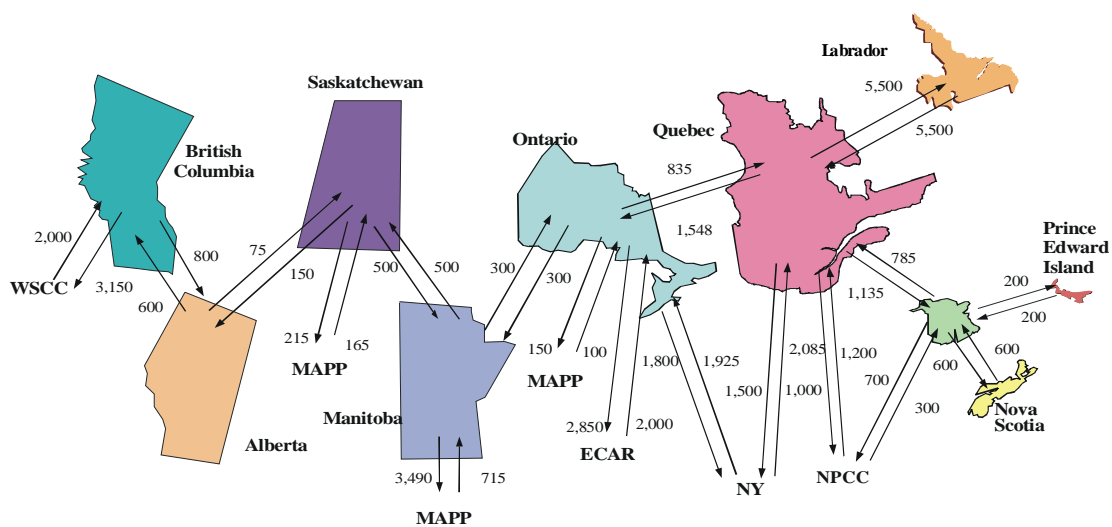 Labrador
5,500
5,500
Saskatchewan
Quebec
Ontario
British
Columbia
835
1,548
Prince
Edward
Island
2,000
800
75
150
500
500
300
300
785
200
200
WSCC
3,150
600
1,135
215
165
MAPP
150
100
MAPP
1,800
1,925
2,085
1,200
1,500
1,000
700
600
600
300
Manitoba
Alberta
Nova
Scotia
2,850
2,000
ECAR
3,490
715
MAPP
NY
NPCC